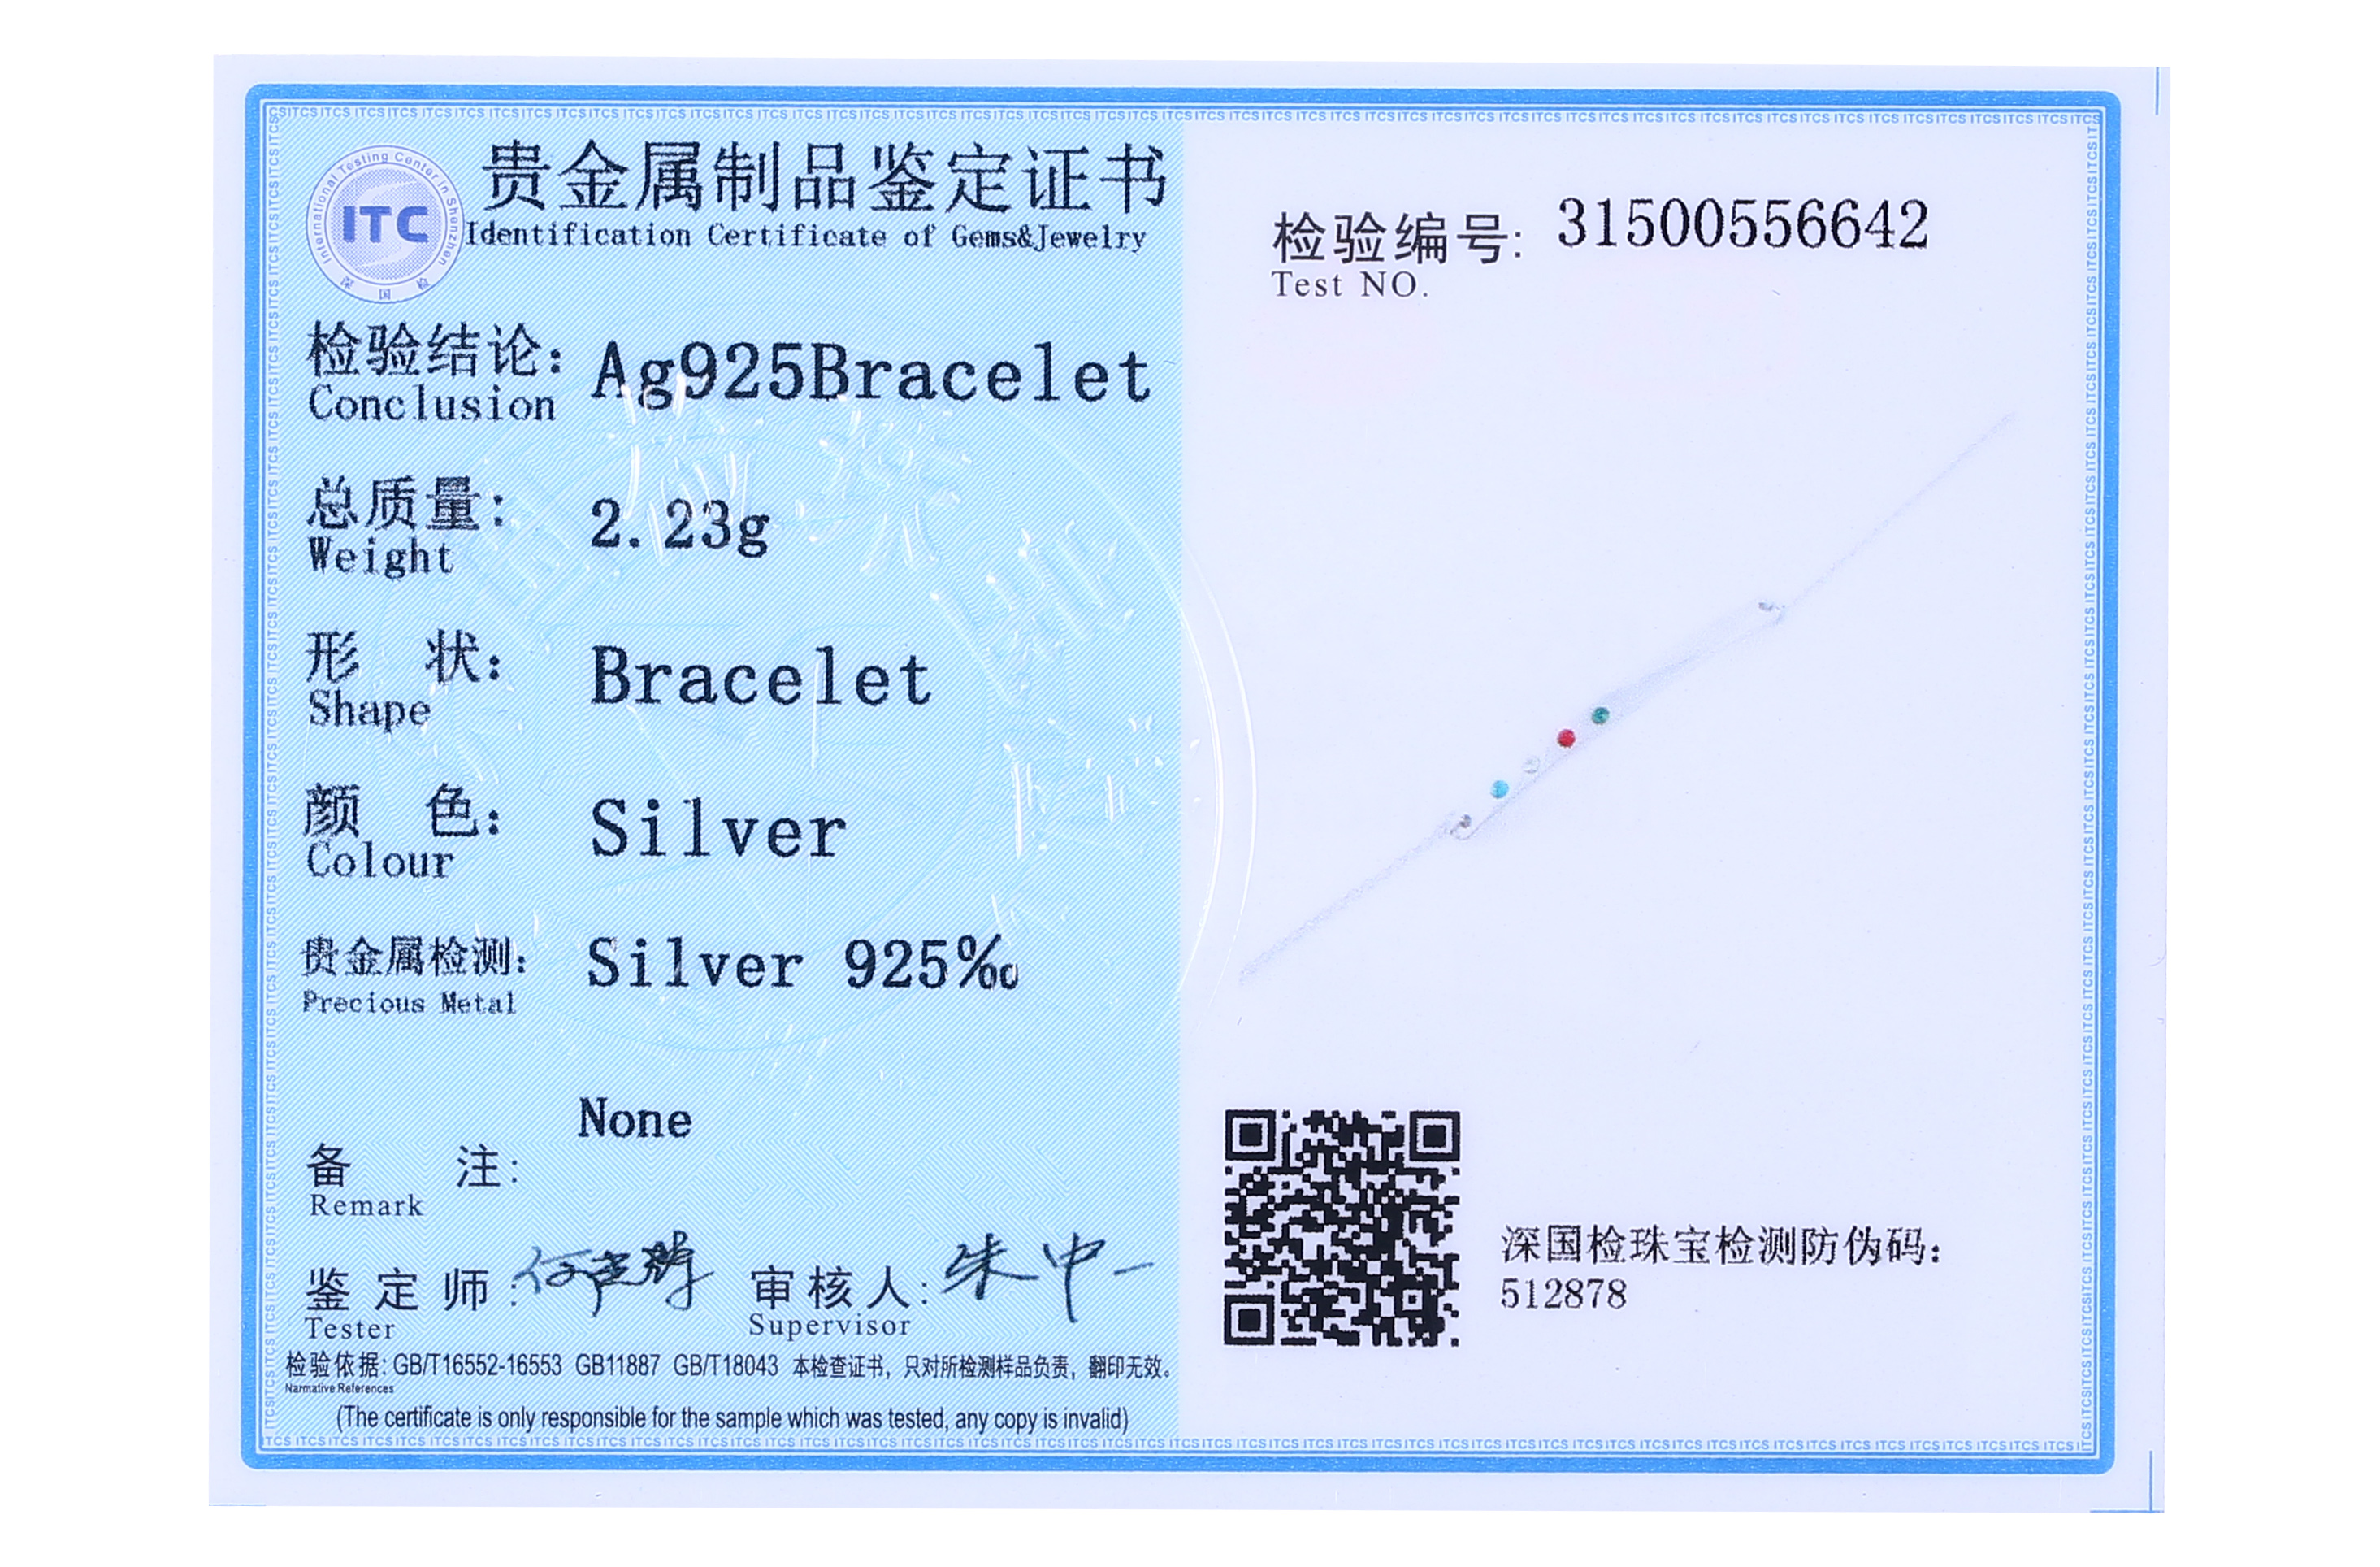 贵金属制品鉴定证书
Identification Certificate of Gems&Jewelry
International Testing Center in Shenzhen
ITC
深国检
检验结论: Ag925Bracelet
Conclusion
总质量: 2.23g
Weight
形 状: Bracelet
Shape
颜 色: Silver
Colour
贵金属检测: Silver 925‰
Precious Metal
None
备 注:
Remark
鉴定师: 审核人: 朱中一
Tester Supervisor
检验依据: GB/T16552-16553 GB11887 GB/T18043 本检查证书，只对所检测样品负责，翻印无效。
Narmative References
(The certificate is only responsible for the sample which was tested, any copy is invalid)
检验编号: 31500556642
Test NO.
深国检珠宝检测防伪码:
512878